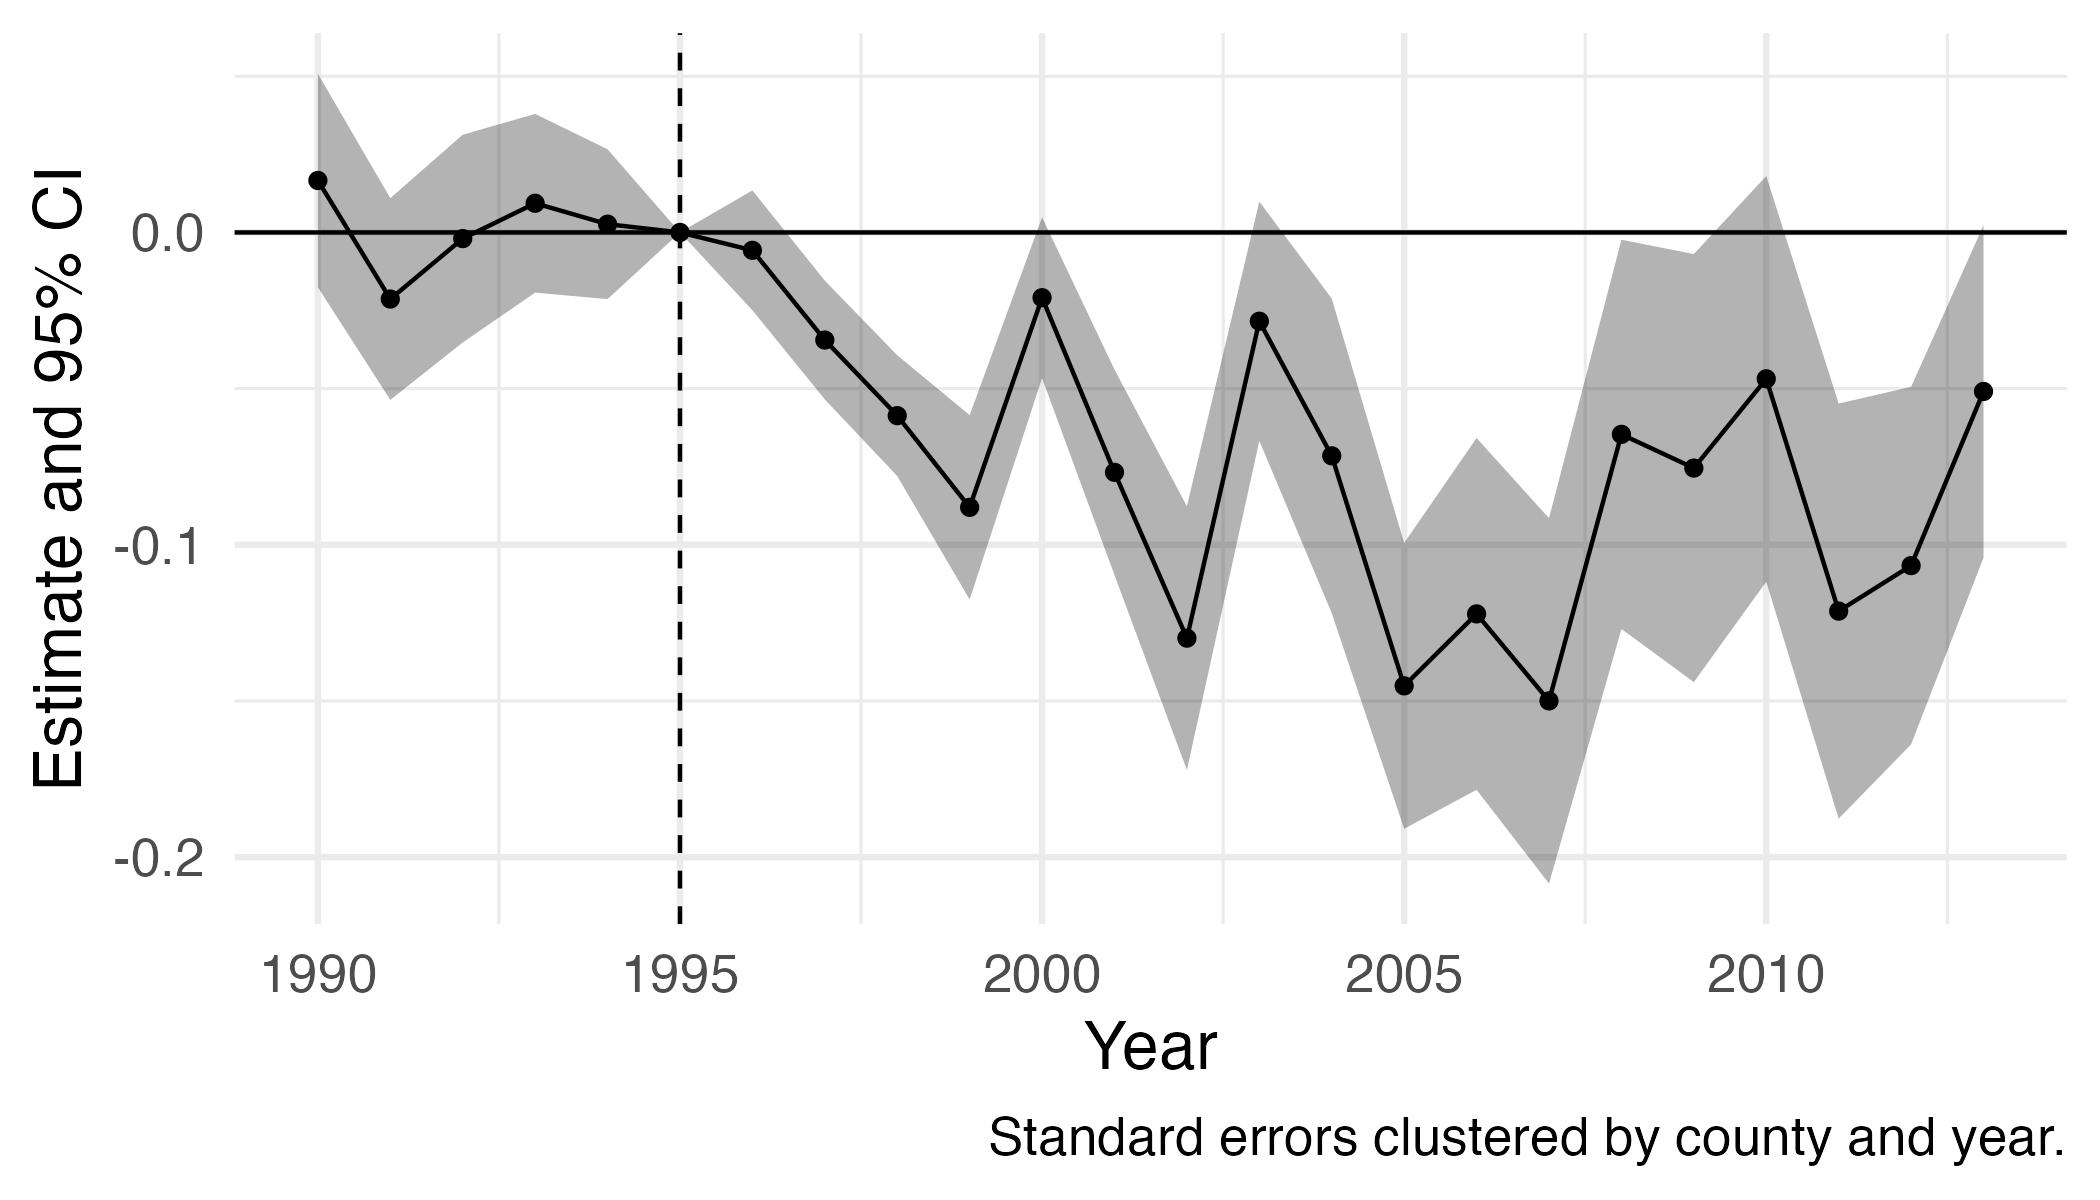 Estimate and 95% CI
0.0
-0.1
-0.2
1990 1995 2000 2005 2010
Year
Standard errors clustered by county and year.